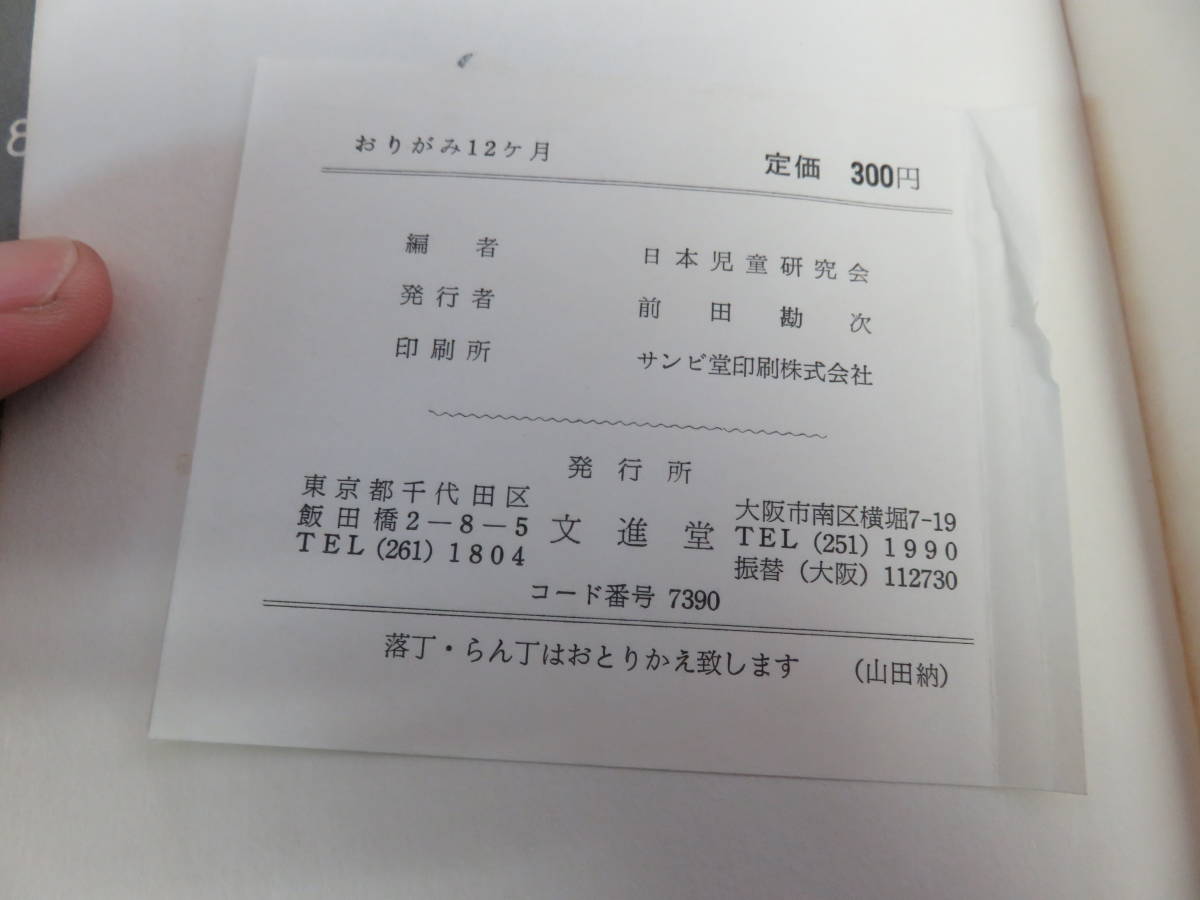 おりがみ12ケ月
定価 300円
編者 日本児童研究会
発行者 前田勘次
印刷所 サンビ堂印刷株式会社
発行所
東京都千代田区
飯田橋2−8−5
TEL (261) 1804
文進堂
大阪市南区横堀7-19
TEL (251) 1990
振替 (大阪) 112730
コード番号 7390
落丁・らん丁はおとりかえ致します (山田納)
8